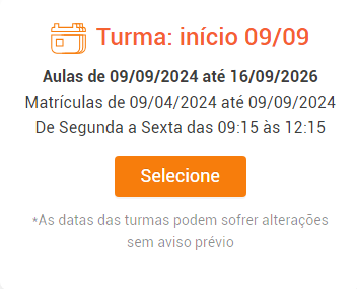 Turma: início 09/09
Aulas de 09/09/2024 até 16/09/2026
Matrículas de 09/04/2024 até 09/09/2024
De Segunda a Sexta das 09:15 às 12:15
Selecione
*As datas das turmas podem sofrer alterações
sem aviso prévio